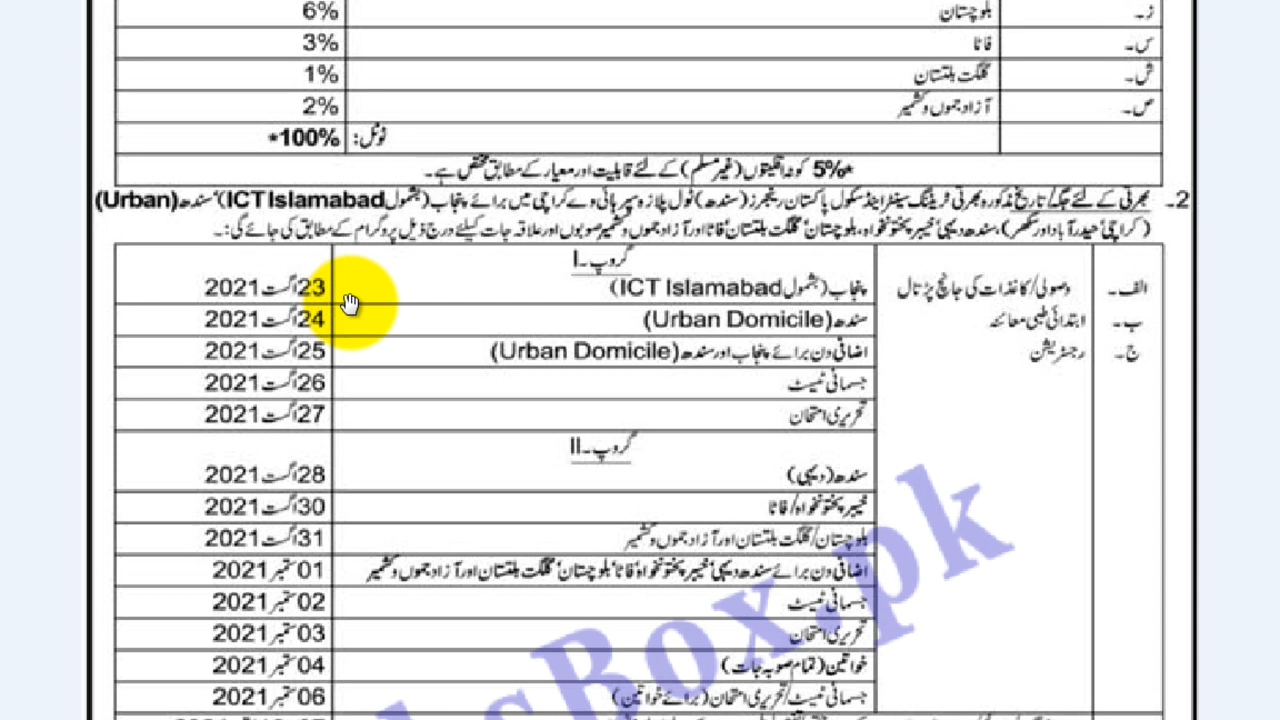 ز۔ بلوچستان 6%
س۔ فاٹا 3%
ش۔ گلگت بلتستان 1%
ص۔ آزاد جموں و کشمیر 2%
ٹوٹل: 100%*
*5% کوٹہ اقلیتوں (غیر مسلم) کے لئے قابلیت اور معیار کے مطابق مختص ہے۔
2۔ بھرتی کے لئے جگہ/تاریخ مذکورہ بھرتی ٹریننگ سینٹر اینڈ سکول پاکستان رینجرز (سندھ) ٹول پلازہ سپر ہائی وے کراچی میں برائے پنجاب (بشمول ICT Islamabad)، سندھ (Urban)
(کراچی، حیدرآباد اور سکھر)، سندھ دیہی، خیبر پختونخواہ، بلوچستان، گلگت بلتستان، فاٹا اور آزاد جموں و کشمیر صوبوں اور علاقہ جات کیلئے درج ذیل پروگرام کے مطابق کی جائے گی:۔
گروپ۔I
الف۔ وصولی/کاغذات کی جانچ پڑتال پنجاب (بشمول ICT Islamabad) 23 اگست 2021
ب۔ ابتدائی طبی معائنہ سندھ (Urban Domicile) 24 اگست 2021
ج۔ رجسٹریشن اضافی دن برائے پنجاب اور سندھ (Urban Domicile) 25 اگست 2021
جسمانی ٹیسٹ 26 اگست 2021
تحریری امتحان 27 اگست 2021
گروپ۔II
سندھ (دیہی) 28 اگست 2021
خیبر پختونخواہ/فاٹا 30 اگست 2021
بلوچستان/گلگت بلتستان اور آزاد جموں و کشمیر 31 اگست 2021
اضافی دن برائے سندھ دیہی، خیبر پختونخواہ، فاٹا، بلوچستان، گلگت بلتستان اور آزاد جموں و کشمیر 01 ستمبر 2021
جسمانی ٹیسٹ 02 ستمبر 2021
تحریری امتحان 03 ستمبر 2021
خواتین (تمام صوبہ جات) 04 ستمبر 2021
جسمانی ٹیسٹ/تحریری امتحان (برائے خواتین) 06 ستمبر 2021
sBox.pk